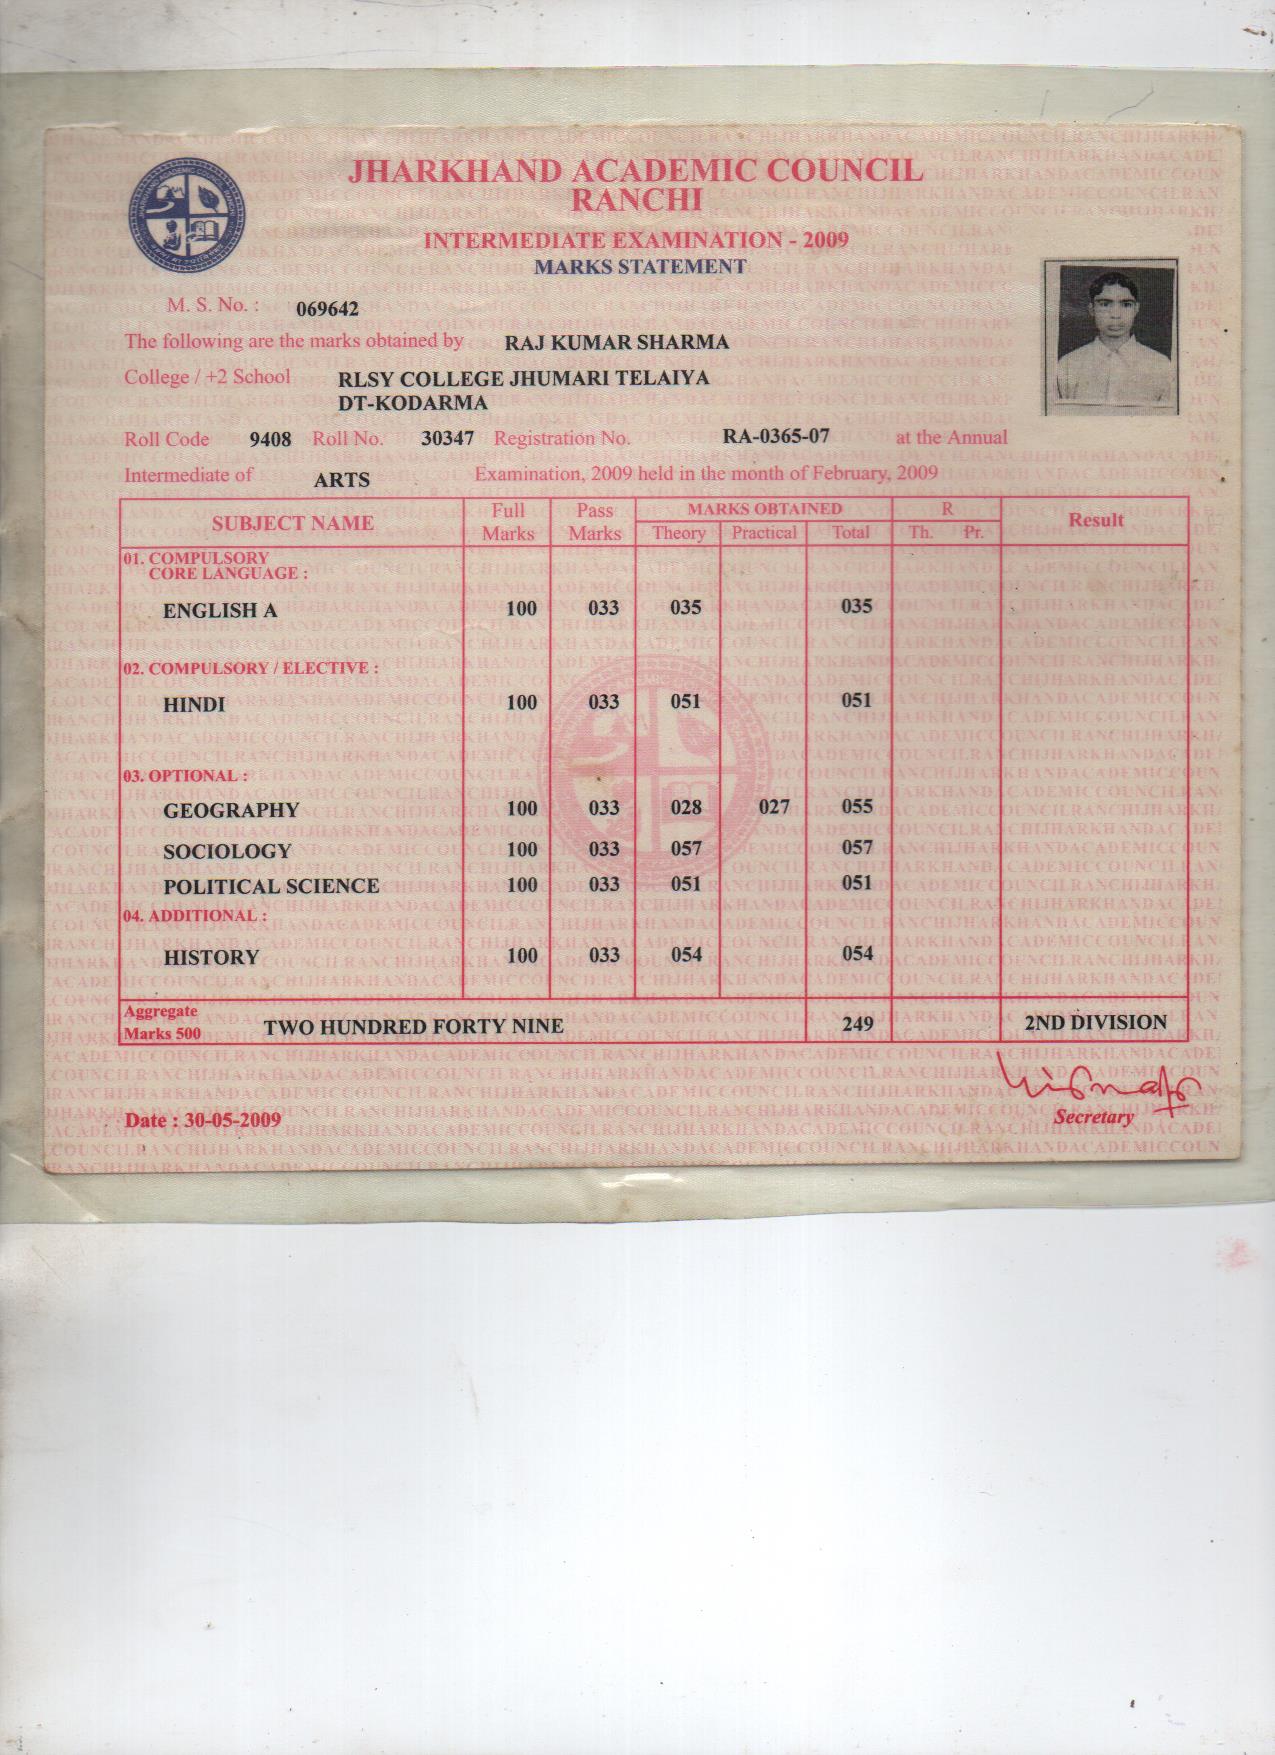 JHARKHAND ACADEMIC COUNCIL
RANCHI
INTERMEDIATE EXAMINATION - 2009
MARKS STATEMENT
M. S. No. : 069642
The following are the marks obtained by RAJ KUMAR SHARMA
College / +2 School RLSY COLLEGE JHUMARI TELAIYA
DT-KODARMA
Roll Code 9408 Roll No. 30347 Registration No. RA-0365-07 at the Annual
Intermediate of ARTS Examination, 2009 held in the month of February, 2009
SUBJECT NAME Full Marks Pass Marks MARKS OBTAINED R Result
Theory Practical Total Th. Pr.
01. COMPULSORY
CORE LANGUAGE :
ENGLISH A 100 033 035 035
02. COMPULSORY / ELECTIVE :
HINDI 100 033 051 051
03. OPTIONAL :
GEOGRAPHY 100 033 028 027 055
SOCIOLOGY 100 033 057 057
POLITICAL SCIENCE 100 033 051 051
04. ADDITIONAL :
HISTORY 100 033 054 054
Aggregate
Marks 500 TWO HUNDRED FORTY NINE 249 2ND DIVISION
Date : 30-05-2009
Secretary